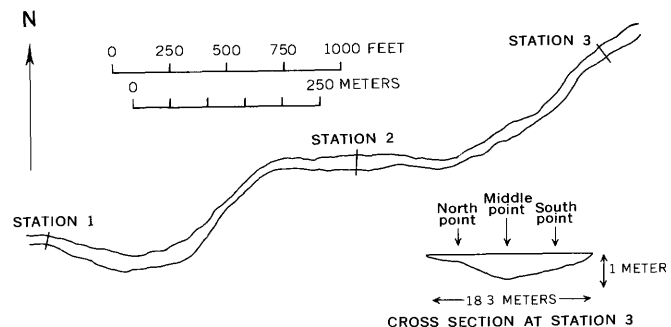 N
STATION 3
0 250 500 750 1000 FEET
0 250 METERS
STATION 2
STATION 1
North point
Middle point
South point
1 METER
18 3 METERS
CROSS SECTION AT STATION 3